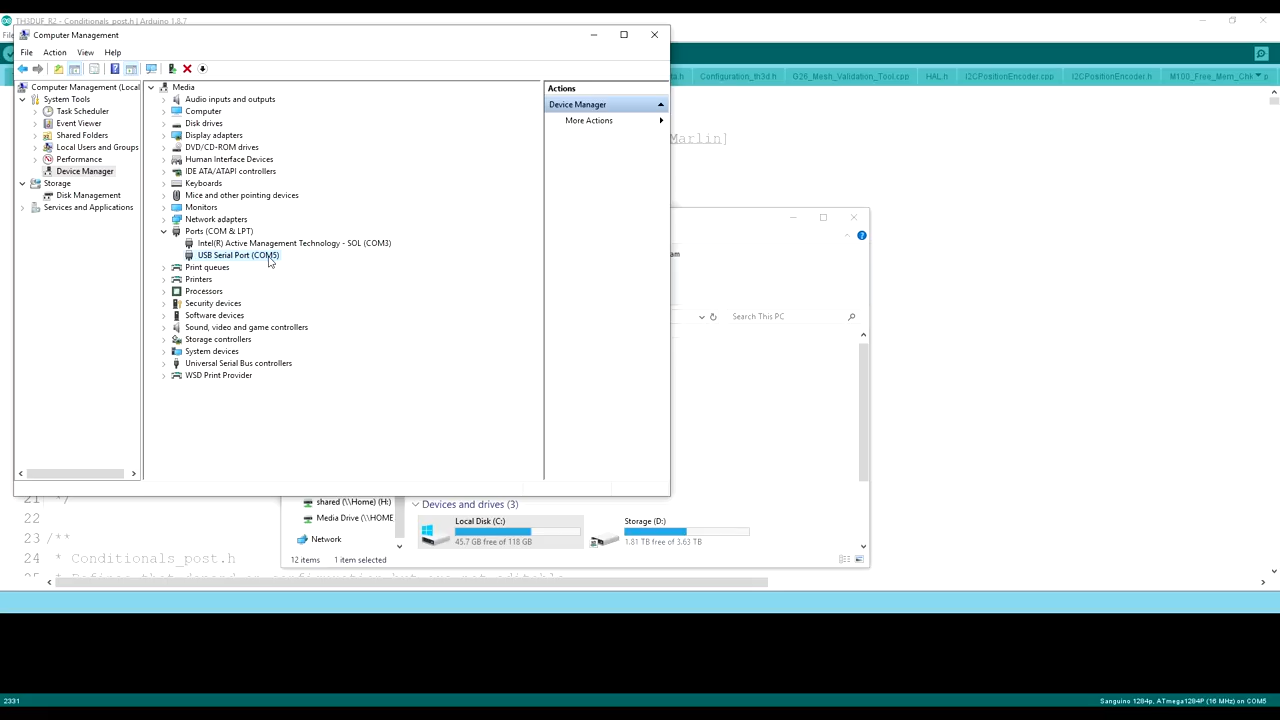 TH3DUF_R2 - Conditionals_post.h | Arduino 1.8.7
Computer Management
File Action View Help
Computer Management (Local
System Tools
Task Scheduler
Event Viewer
Shared Folders
Local Users and Groups
Performance
Device Manager
Storage
Disk Management
Services and Applications
Media
Audio inputs and outputs
Computer
Disk drives
Display adapters
DVD/CD-ROM drives
Human Interface Devices
IDE ATA/ATAPI controllers
Keyboards
Mice and other pointing devices
Monitors
Network adapters
Ports (COM & LPT)
Intel(R) Active Management Technology - SOL (COM3)
USB Serial Port (COM5)
Print queues
Printers
Processors
Security devices
Software devices
Sound, video and game controllers
Storage controllers
System devices
Universal Serial Bus controllers
WSD Print Provider
Actions
Device Manager
More Actions
Configuration_th3d.h G26_Mesh_Validation_Tool.cpp HAL.h I2CPositionEncoder.cpp I2CPositionEncoder.h M100_Free_Mem_Chk
Marlin]
Search This PC
shared (\\Home) (H:)
Media Drive (\\HOME
Network
Devices and drives (3)
Local Disk (C:)
45.7 GB free of 118 GB
Storage (D:)
1.81 TB free of 3.63 TB
12 items 1 item selected
21 */
22
23 /**
24 * Conditionals_post.h
2331
Sanguino 1284p, ATmega1284P (16 MHz) on COM5